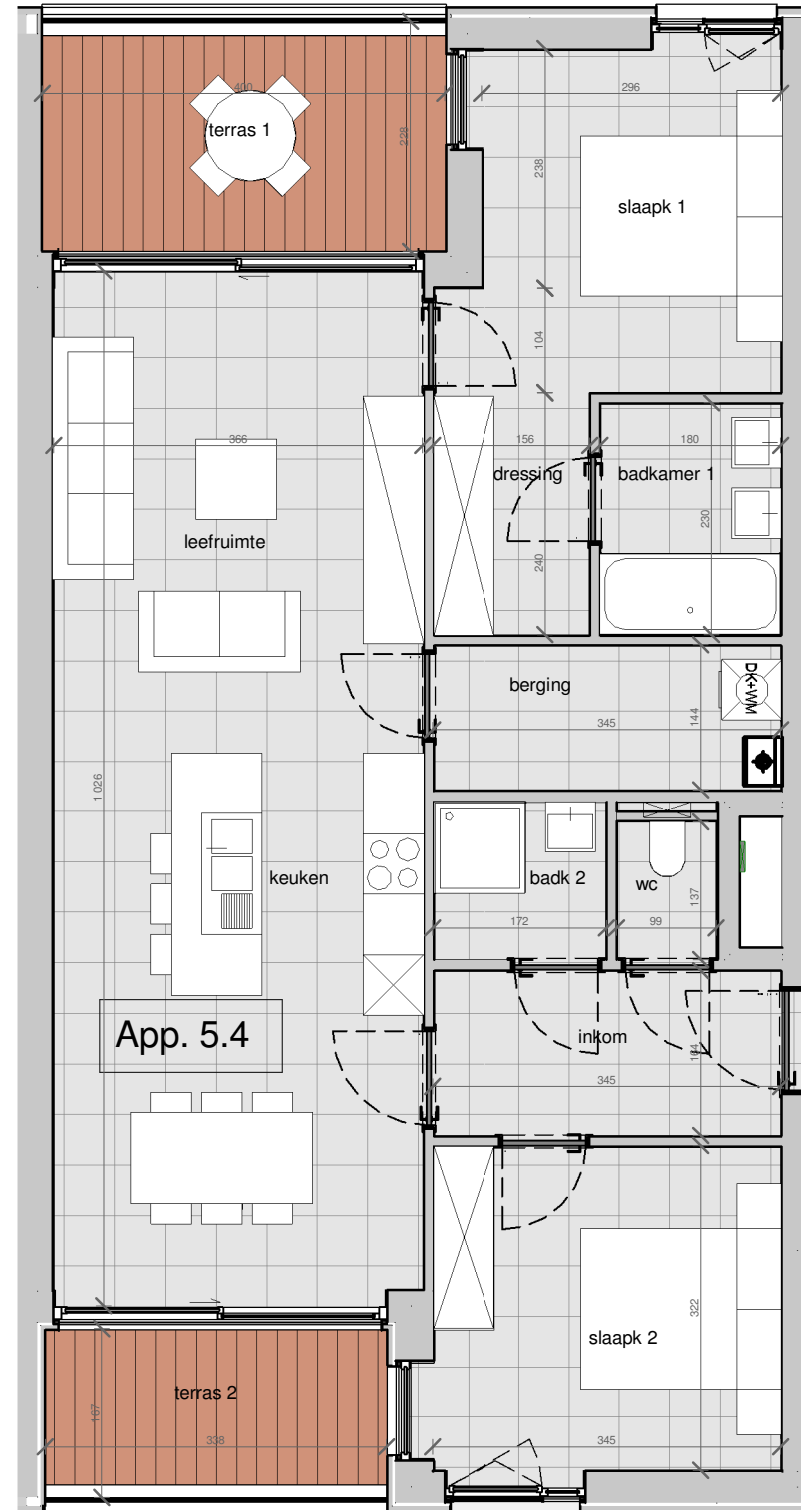 400
296
terras 1
228
238
slaapk 1
104
366
156
180
dressing
badkamer 1
230
leefruimte
240
berging
DK+WM
144
345
1 026
keuken
badk 2
wc
137
172
99
App. 5.4
inkom
164
345
322
slaapk 2
terras 2
167
338
345